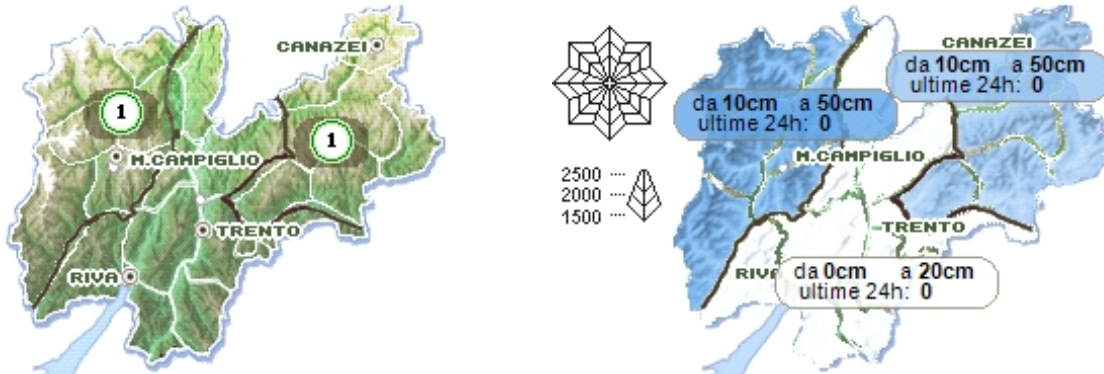 CANAZEI
1
1
M.CAMPIGLIO
TRENTO
RIVA
CANAZEI
da 10cm a 50cm
ultime 24h: 0
da 10cm a 50cm
ultime 24h: 0
M.CAMPIGLIO
2500
2000
1500
TRENTO
RIVA
da 0cm a 20cm
ultime 24h: 0